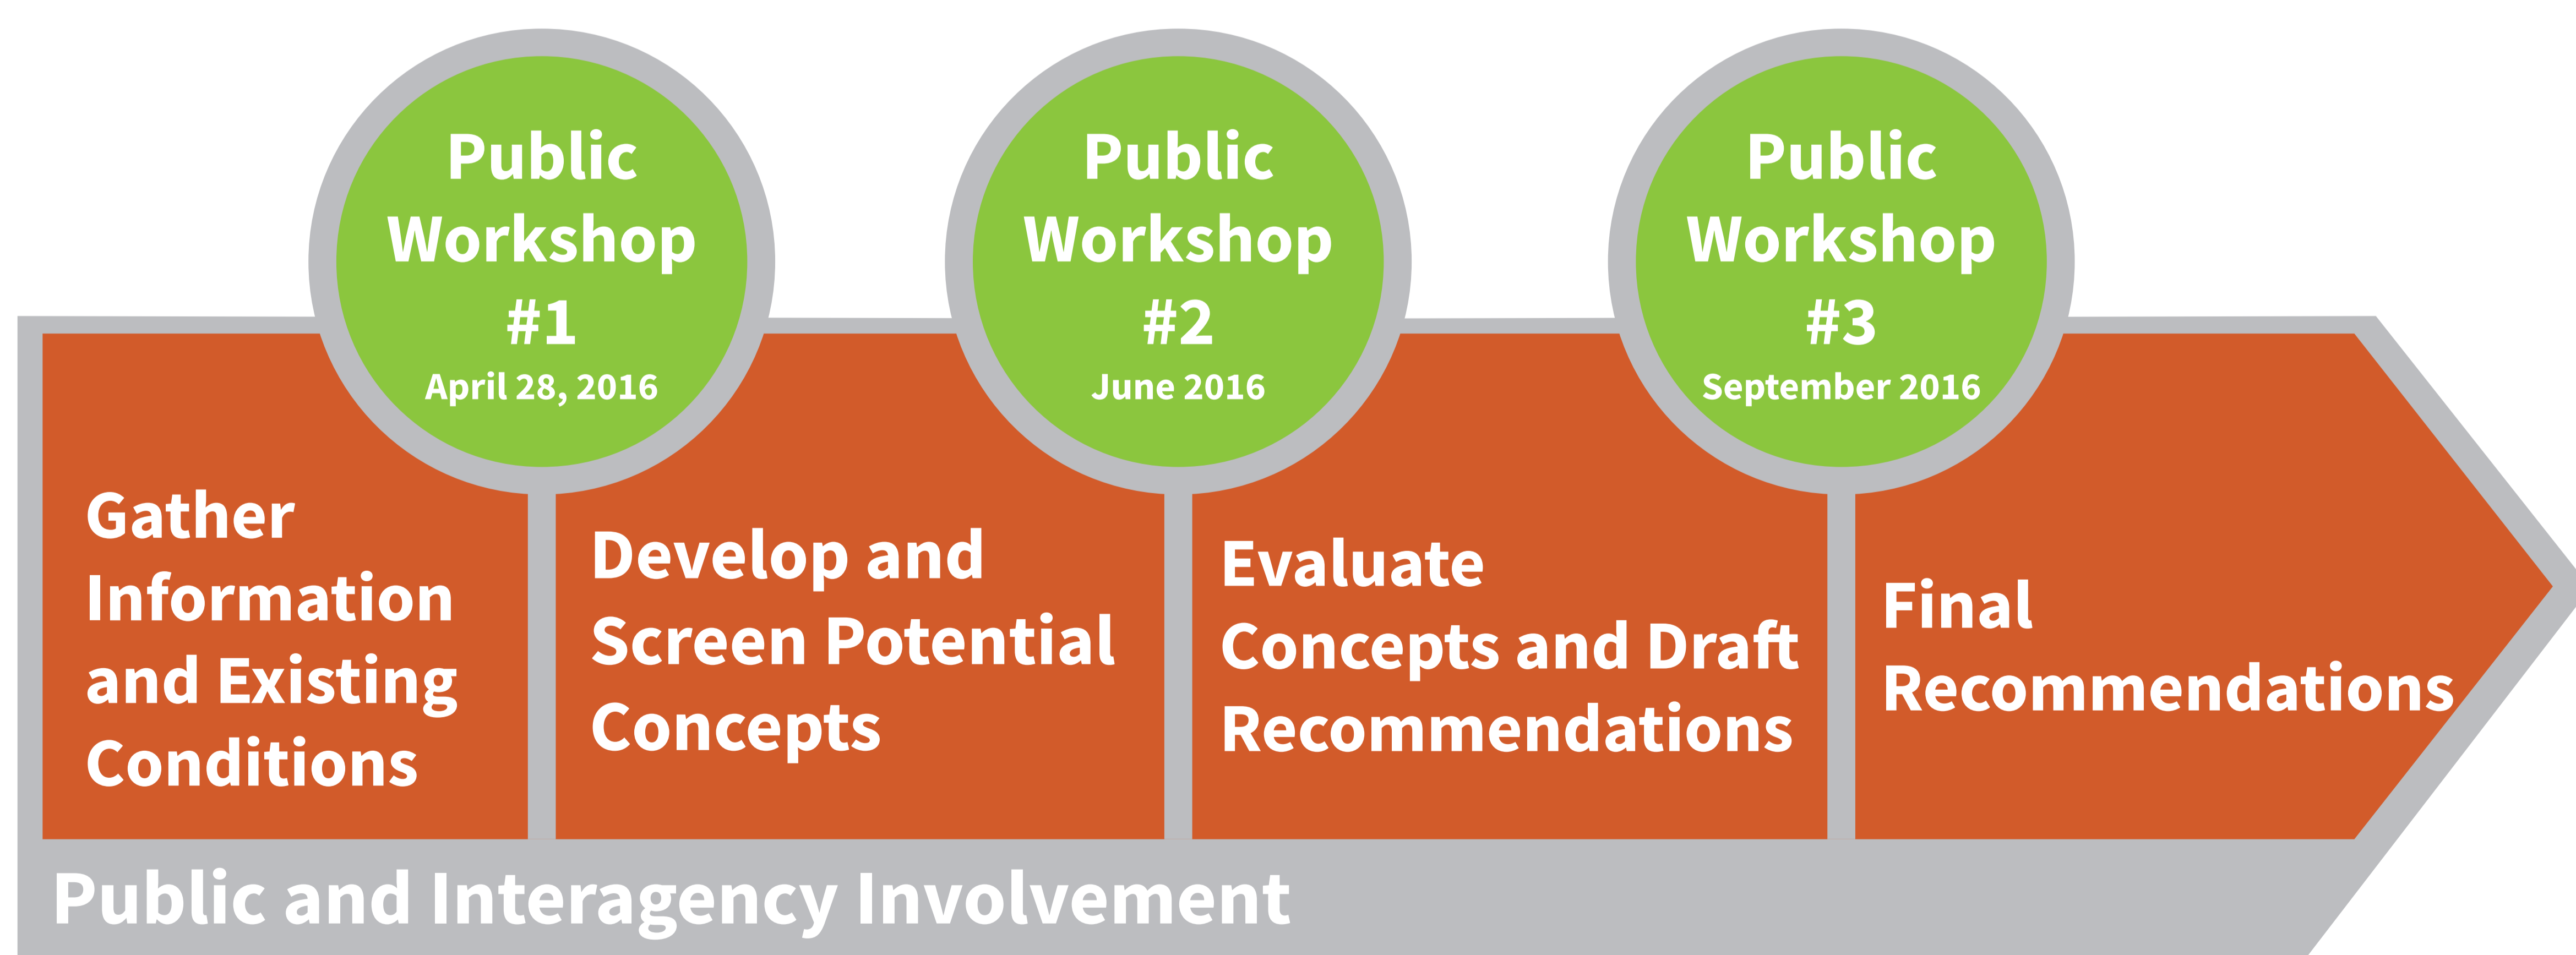 Public
Workshop
#1
April 28, 2016
Public
Workshop
#2
June 2016
Public
Workshop
#3
September 2016
Gather
Information
and Existing
Conditions
Develop and
Screen Potential
Concepts
Evaluate
Concepts and Draft
Recommendations
Final
Recommendations
Public and Interagency Involvement